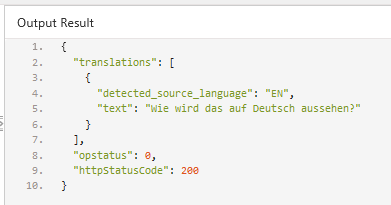 Output Result
1. {
2. "translations": [
3. {
4. "detected_source_language": "EN",
5. "text": "Wie wird das auf Deutsch aussehen?"
6. }
7. ],
8. "opstatus": 0,
9. "httpStatusCode": 200
10. }